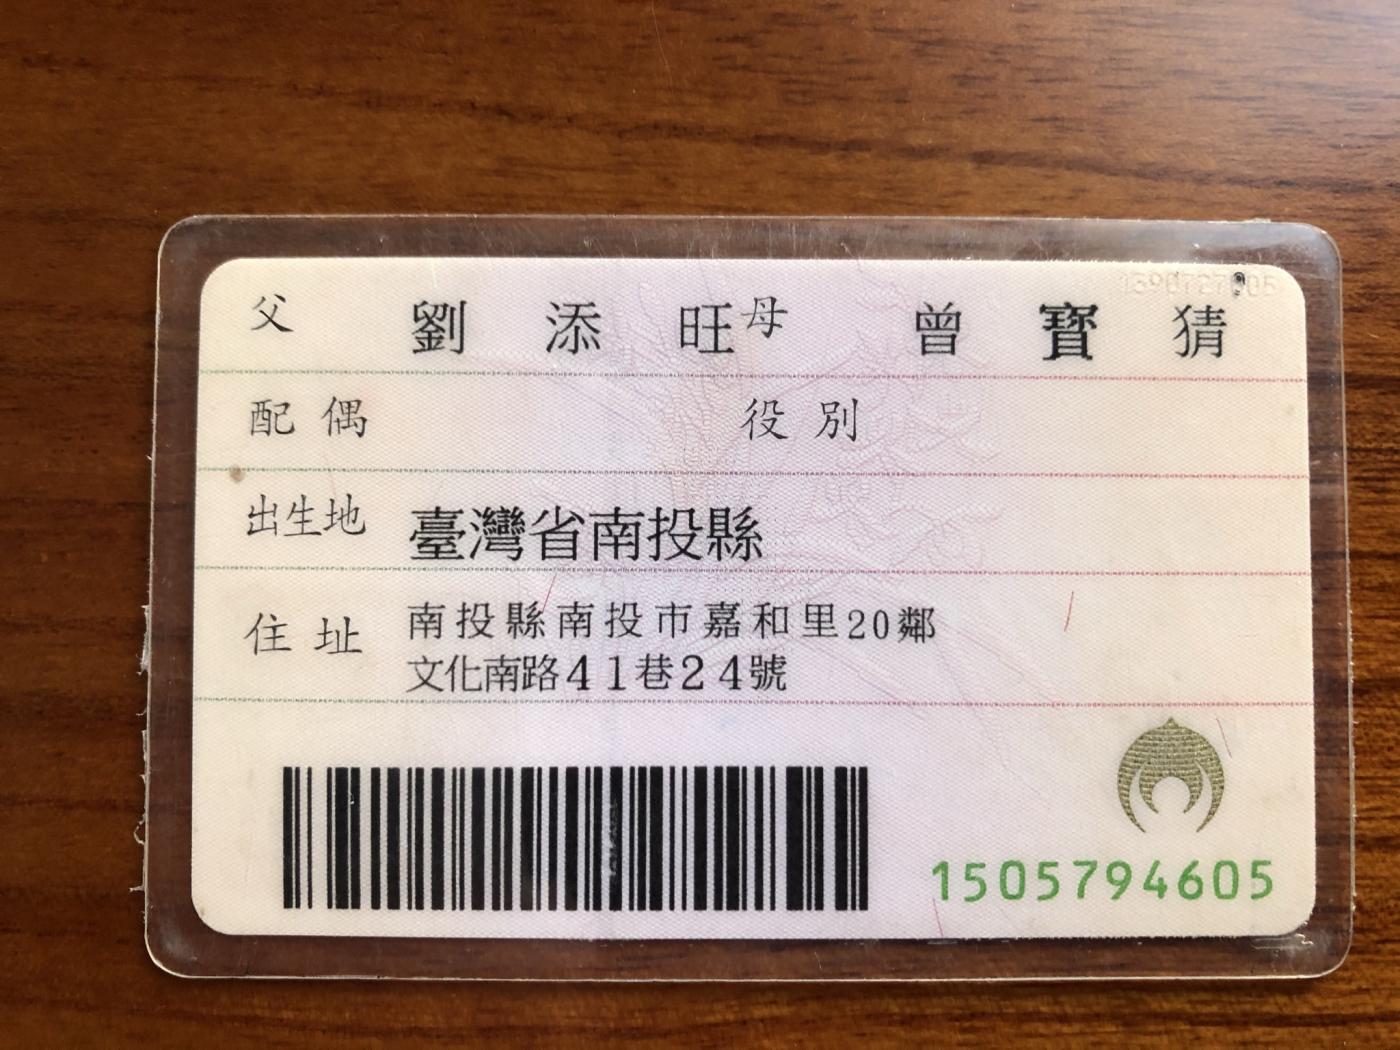 父 劉添旺 母 曾寶猜
配偶 役別
出生地 臺灣省南投縣
住址 南投縣南投市嘉和里20鄰
文化南路41巷24號
1505794605